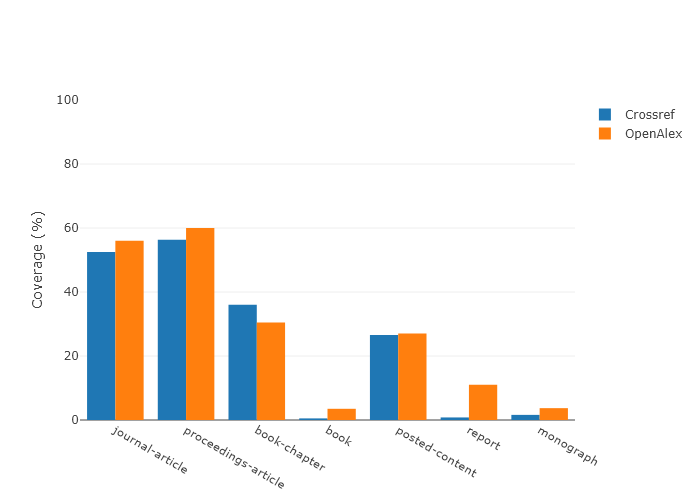 100
80
60
40
20
0
Coverage (%)
journal-article
proceedings-article
book-chapter
book
posted-content
report
monograph
Crossref
OpenAlex